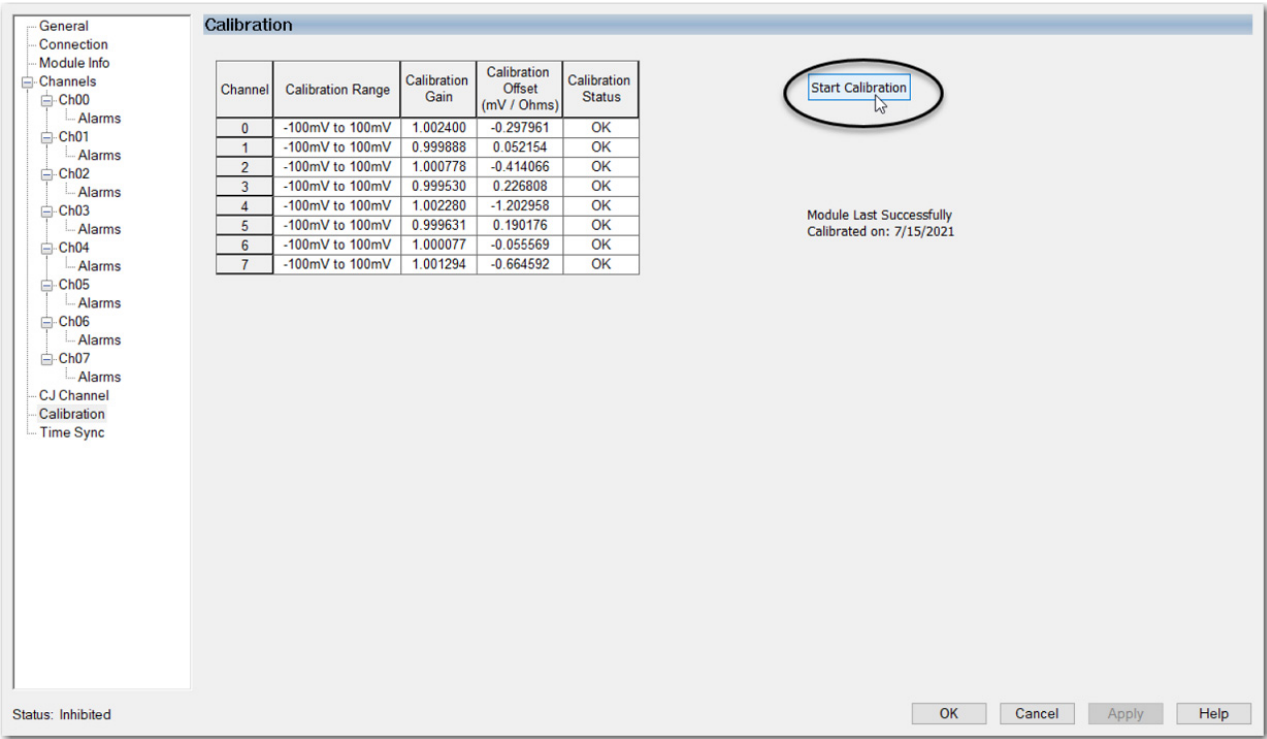 General
Connection
Module Info
Channels
Ch00
Alarms
Ch01
Alarms
Ch02
Alarms
Ch03
Alarms
Ch04
Alarms
Ch05
Alarms
Ch06
Alarms
Ch07
Alarms
CJ Channel
Calibration
Time Sync
Calibration
Channel Calibration Range Calibration Gain Calibration Offset (mV / Ohms) Calibration Status
0 -100mV to 100mV 1.002400 -0.297961 OK
1 -100mV to 100mV 0.999888 0.052154 OK
2 -100mV to 100mV 1.000778 -0.414066 OK
3 -100mV to 100mV 0.999530 0.226808 OK
4 -100mV to 100mV 1.002280 -1.202958 OK
5 -100mV to 100mV 0.999631 0.190176 OK
6 -100mV to 100mV 1.000077 -0.055569 OK
7 -100mV to 100mV 1.001294 -0.664592 OK
Start Calibration
Module Last Successfully
Calibrated on: 7/15/2021
Status: Inhibited
OK Cancel Apply Help